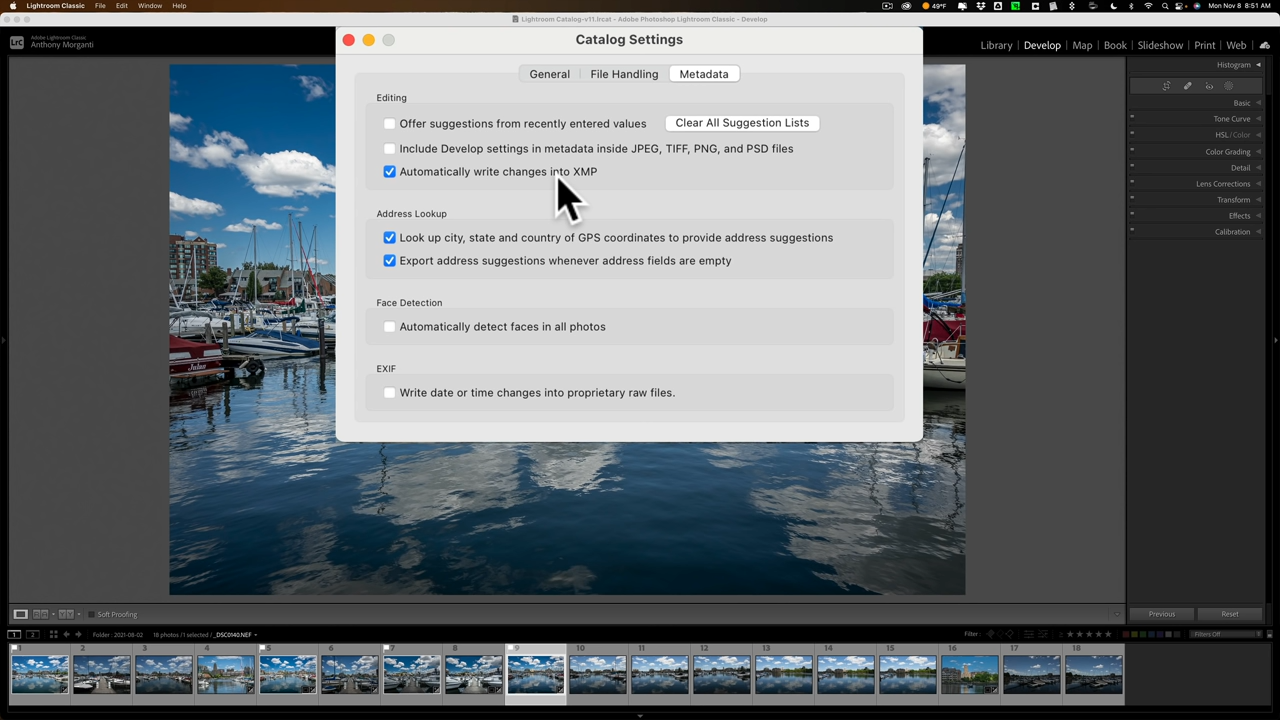 Lightroom Classic File Edit Window Help 49°F Mon Nov 8 8:51 AM
Lightroom Catalog-v11.lrcat - Adobe Photoshop Lightroom Classic - Develop
Lrc Adobe Lightroom Classic
Anthony Morganti
Library | Develop | Map | Book | Slideshow | Print | Web
Catalog Settings
General File Handling Metadata
Editing
Offer suggestions from recently entered values Clear All Suggestion Lists
Include Develop settings in metadata inside JPEG, TIFF, PNG, and PSD files
Automatically write changes into XMP
Address Lookup
Look up city, state and country of GPS coordinates to provide address suggestions
Export address suggestions whenever address fields are empty
Face Detection
Automatically detect faces in all photos
EXIF
Write date or time changes into proprietary raw files.
Histogram
Basic
Tone Curve
HSL / Color
Color Grading
Detail
Lens Corrections
Transform
Effects
Calibration
Julie
Soft Proofing
Previous Reset
1 2 Folder : 2021-08-02 18 photos / 1 selected / _DSC0140.NEF
Filter : Filters Off
1 2 3 4 5 6 7 8 9 10 11 12 13 14 15 16 17 18